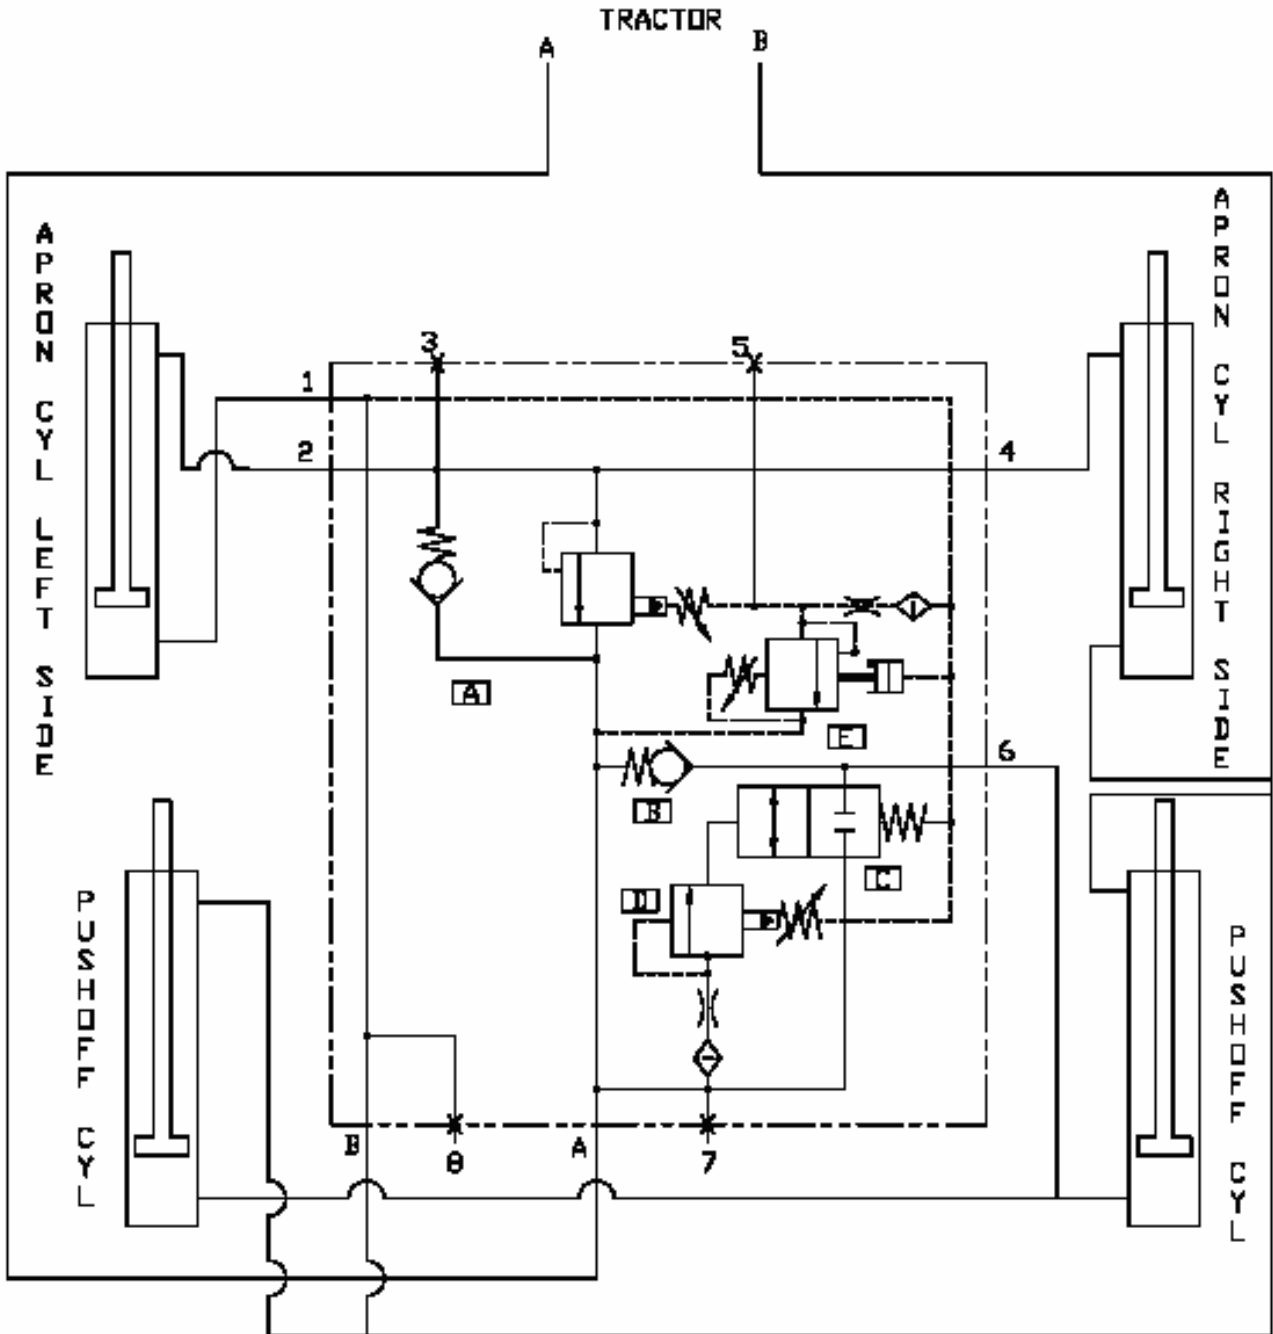 TRACTOR
A
B
APRON CYL LEFT SIDE
APRON CYL RIGHT SIDE
3
5
1
2
4
A
E
6
B
C
D
PUSHOFF CYL
PUSHOFF CYL
B
8
A
7